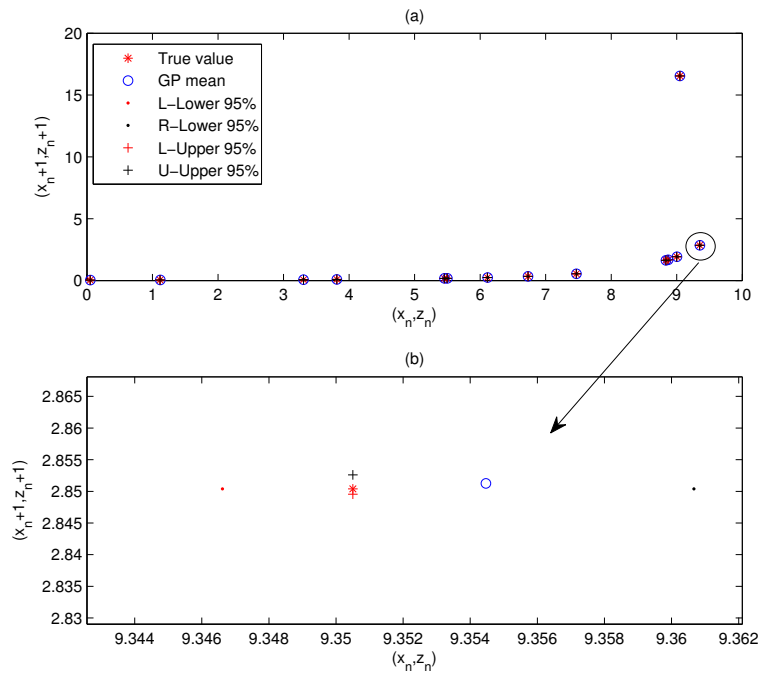 (a)
20
15
10
5
0
(x_n+1,z_n+1)
True value
GP mean
L−Lower 95%
R−Lower 95%
L−Upper 95%
U−Upper 95%
0 1 2 3 4 5 6 7 8 9 10
(x_n,z_n)
(b)
2.865
2.86
2.855
2.85
2.845
2.84
2.835
2.83
(x_n+1,z_n+1)
9.344 9.346 9.348 9.35 9.352 9.354 9.356 9.358 9.36 9.362
(x_n,z_n)